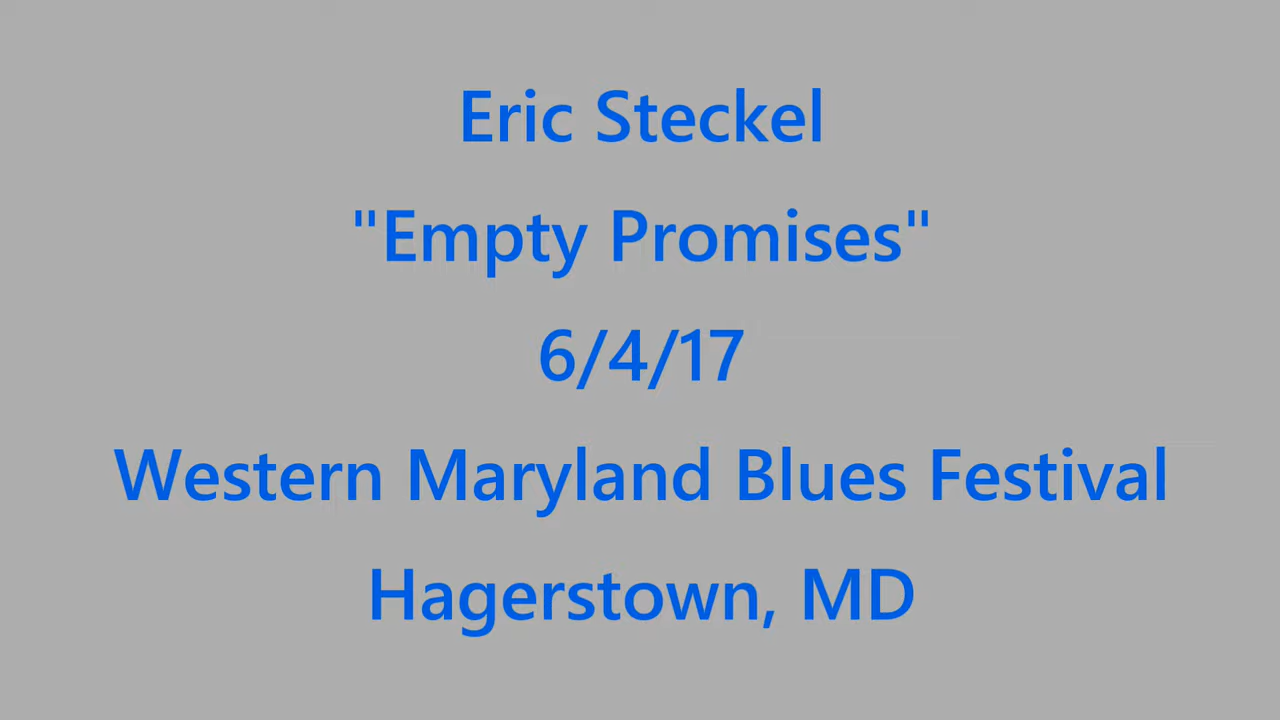 Eric Steckel
"Empty Promises"
6/4/17
Western Maryland Blues Festival
Hagerstown, MD